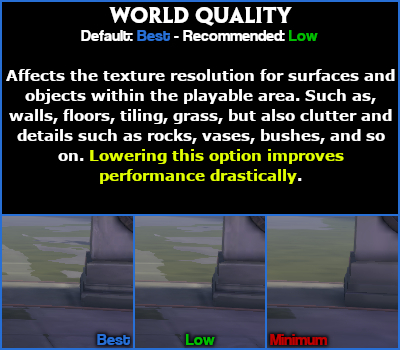 WORLD QUALITY
Default: Best - Recommended: Low
Affects the texture resolution for surfaces and
objects within the playable area. Such as,
walls, floors, tiling, grass, but also clutter and
details such as rocks, vases, bushes, and so
on. Lowering this option improves
performance drastically.
Best Low Minimum